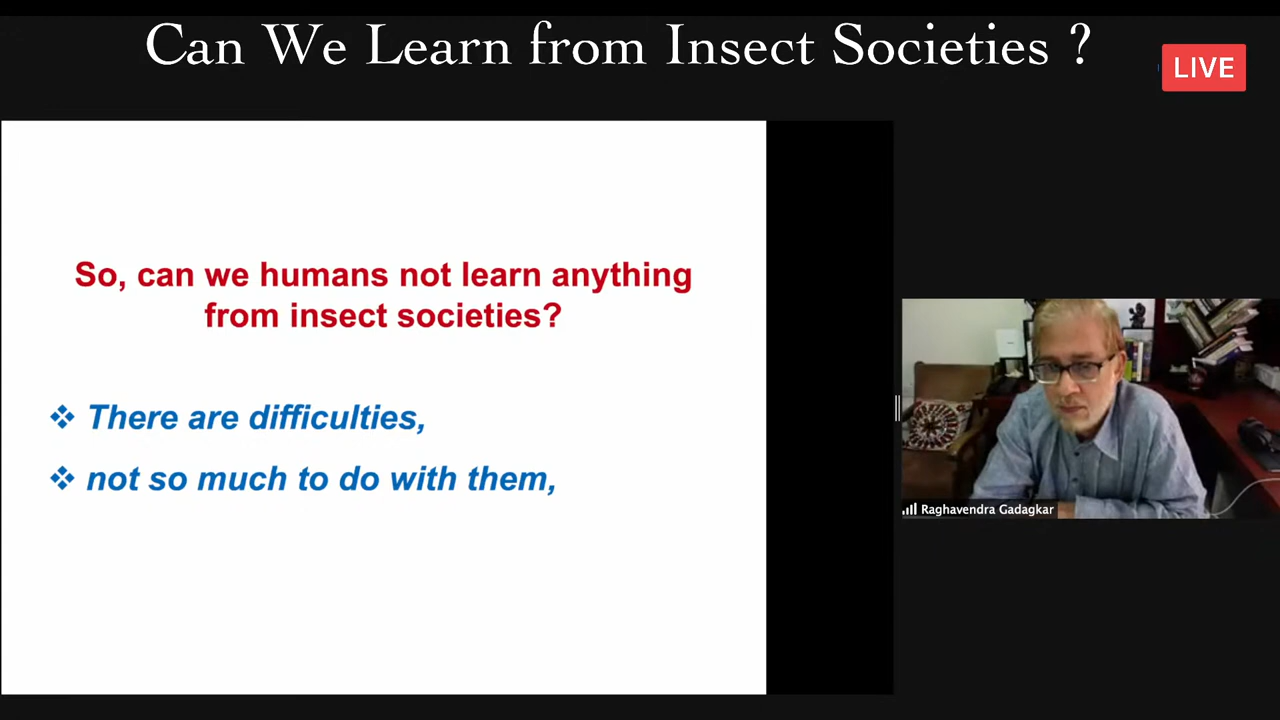 Can We Learn from Insect Societies ?
LIVE
So, can we humans not learn anything
from insect societies?
❖ There are difficulties,
❖ not so much to do with them,
Raghavendra Gadagkar